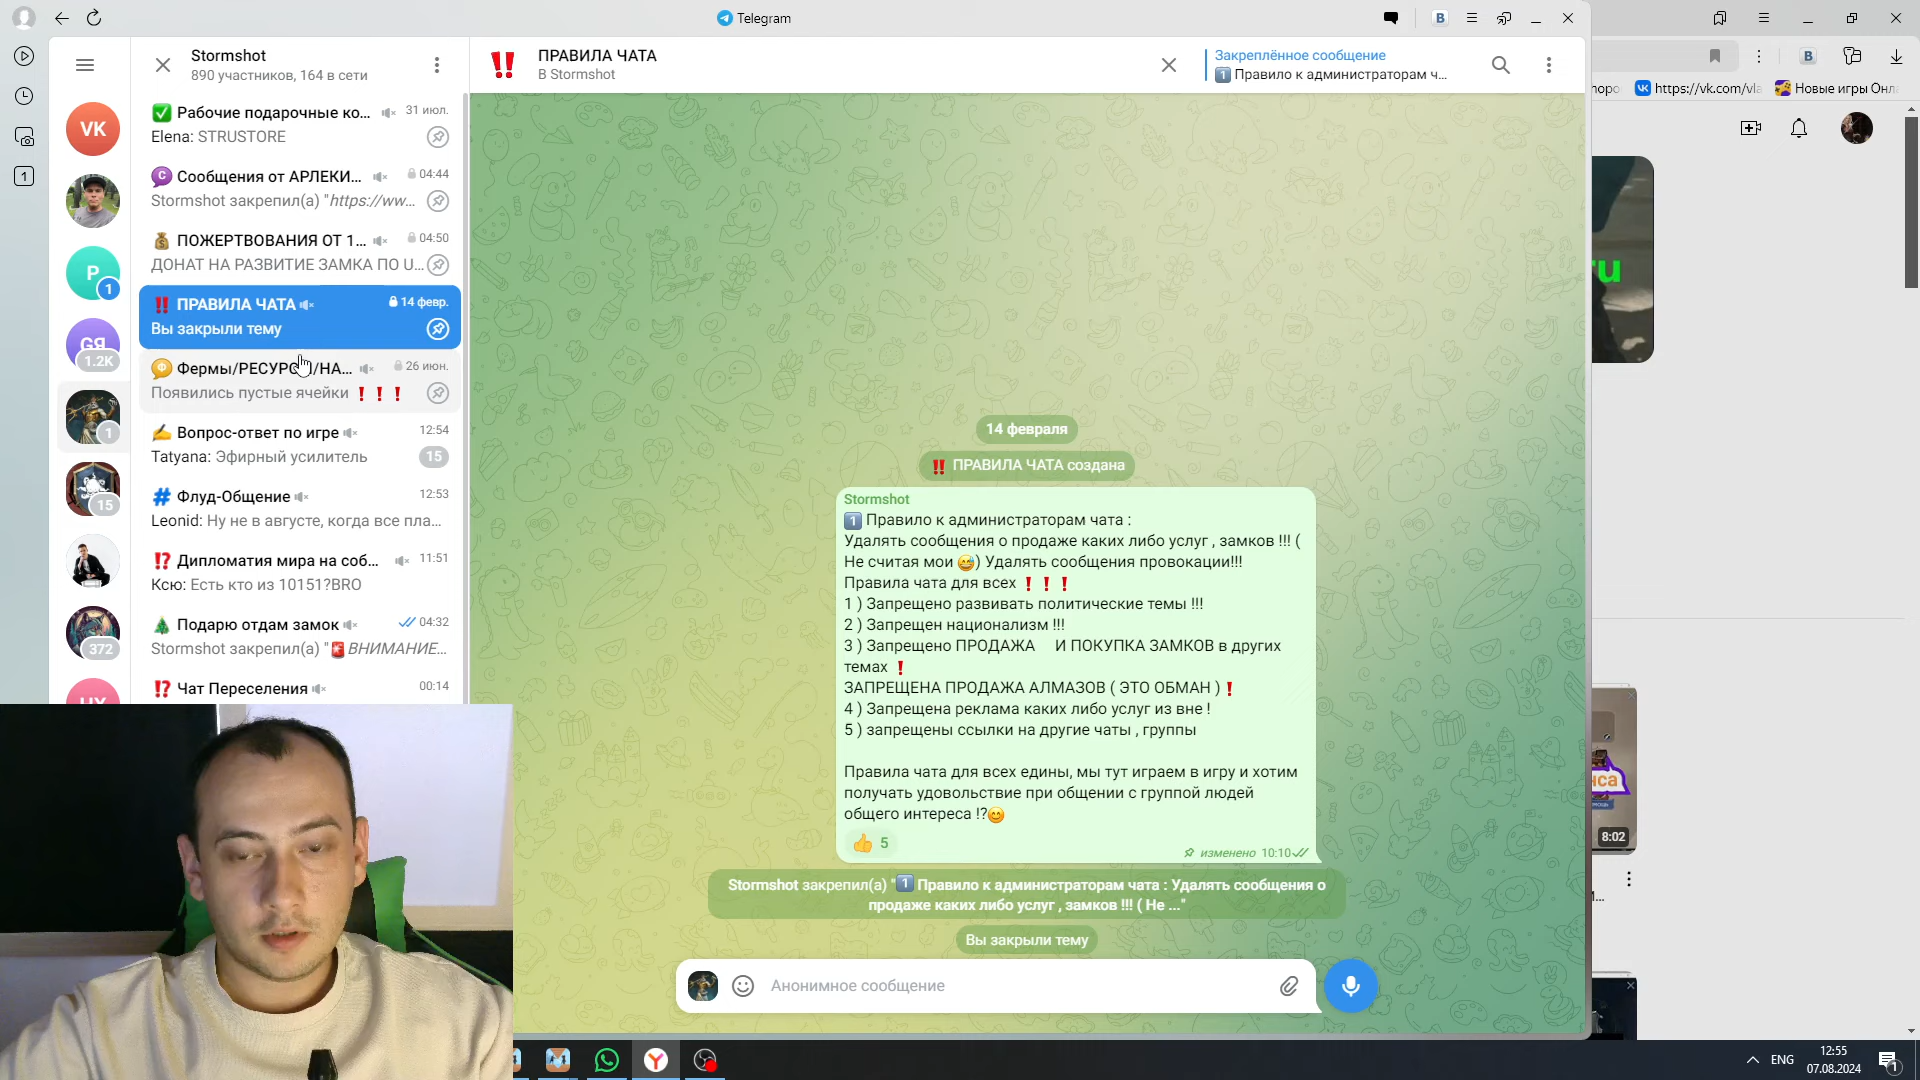 Telegram
Stormshot
890 участников, 164 в сети
VK
P
1
GЯ
1.2K
1
15
372
1
Рабочие подарочные ко...
31 июл.
Elena: STRUSTORE
Сообщения от АРЛЕКИ...
04:44
Stormshot закрепил(а) "https://ww...
ПОЖЕРТВОВАНИЯ ОТ 1...
04:50
ДОНАТ НА РАЗВИТИЕ ЗАМКА ПО U...
‼ ПРАВИЛА ЧАТА
14 февр.
Вы закрыли тему
26 июн.
Появились пустые ячейки ❗❗❗
✍ Вопрос-ответ по игре
12:54
Tatyana: Эфирный усилитель
15
# Флуд-Общение
12:53
Leonid: Ну не в августе, когда все пла...
⁉ Дипломатия мира на соб...
11:51
Ксю: Есть кто из 10151?BRO
🎄 Подарю отдам замок
04:32
Stormshot закрепил(а) "🚨ВНИМАНИЕ...
⁉ Чат Переселения
00:14
‼ ПРАВИЛА ЧАТА
В Stormshot
Закреплённое сообщение
1️⃣ Правило к администраторам ч...
14 февраля
‼ ПРАВИЛА ЧАТА создана
Stormshot
1️⃣ Правило к администраторам чата :
Удалять сообщения о продаже каких либо услуг , замков !!! (
Не считая мои 😅) Удалять сообщения провокации!!!
Правила чата для всех ❗❗❗
1 ) Запрещено развивать политические темы !!!
2 ) Запрещен национализм !!!
3 ) Запрещено ПРОДАЖА И ПОКУПКА ЗАМКОВ в других
темах ❗
ЗАПРЕЩЕНА ПРОДАЖА АЛМАЗОВ ( ЭТО ОБМАН ) ❗
4 ) Запрещена реклама каких либо услуг из вне !
5 ) запрещены ссылки на другие чаты , группы
Правила чата для всех едины, мы тут играем в игру и хотим
получать удовольствие при общении с группой людей
общего интереса !?😊
👍 5
изменено 10:10
Stormshot закрепил(а) "1️⃣ Правило к администраторам чата : Удалять сообщения о
продаже каких либо услуг , замков !!! ( Не ..."
Вы закрыли тему
Анонимное сообщение
https://vk.com/vla
Новые игры Онл
8:02
ENG
12:55
07.08.2024
1